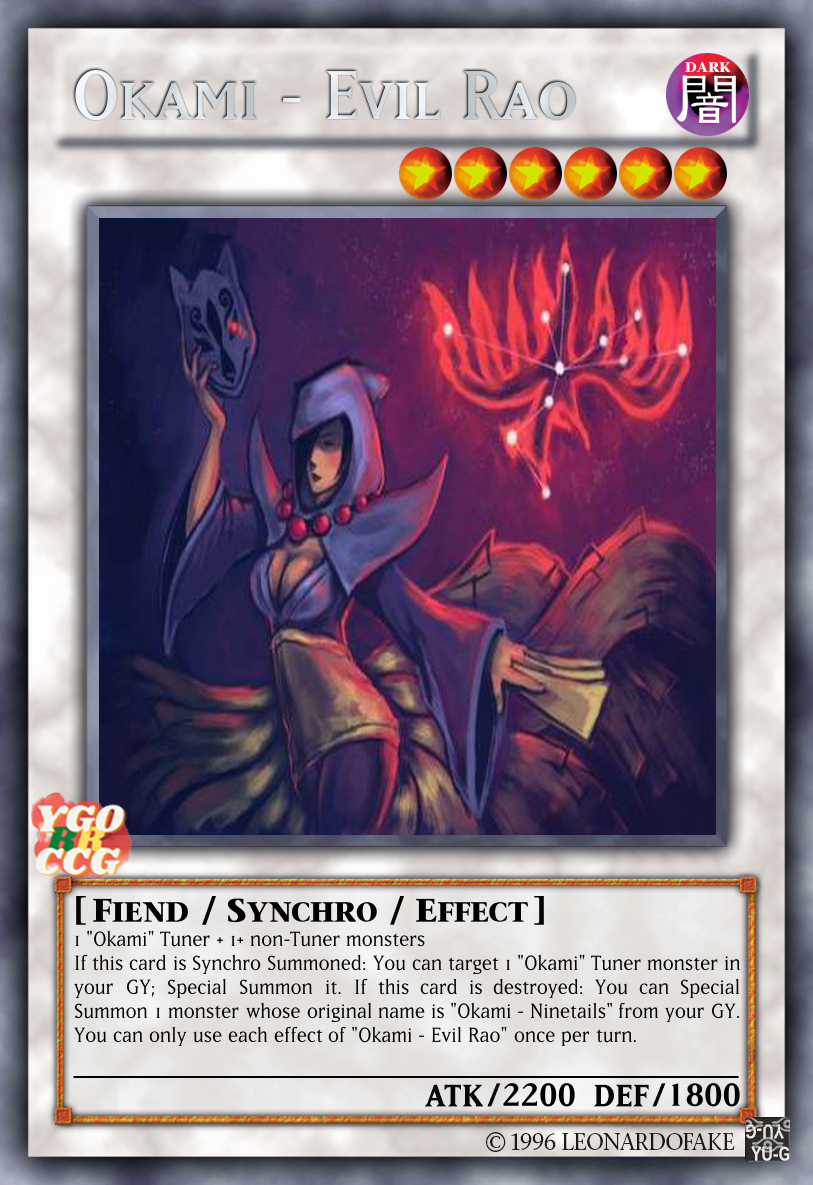 Okami - Evil Rao
DARK
闇
[ Fiend / Synchro / Effect ]
1 "Okami" Tuner + 1+ non-Tuner monsters
If this card is Synchro Summoned: You can target 1 "Okami" Tuner monster in
your GY; Special Summon it. If this card is destroyed: You can Special
Summon 1 monster whose original name is "Okami - Ninetails" from your GY.
You can only use each effect of "Okami - Evil Rao" once per turn.
ATK/2200 DEF/1800
YGO
BR
CCG
© 1996 LEONARDOFAKE
YU-G